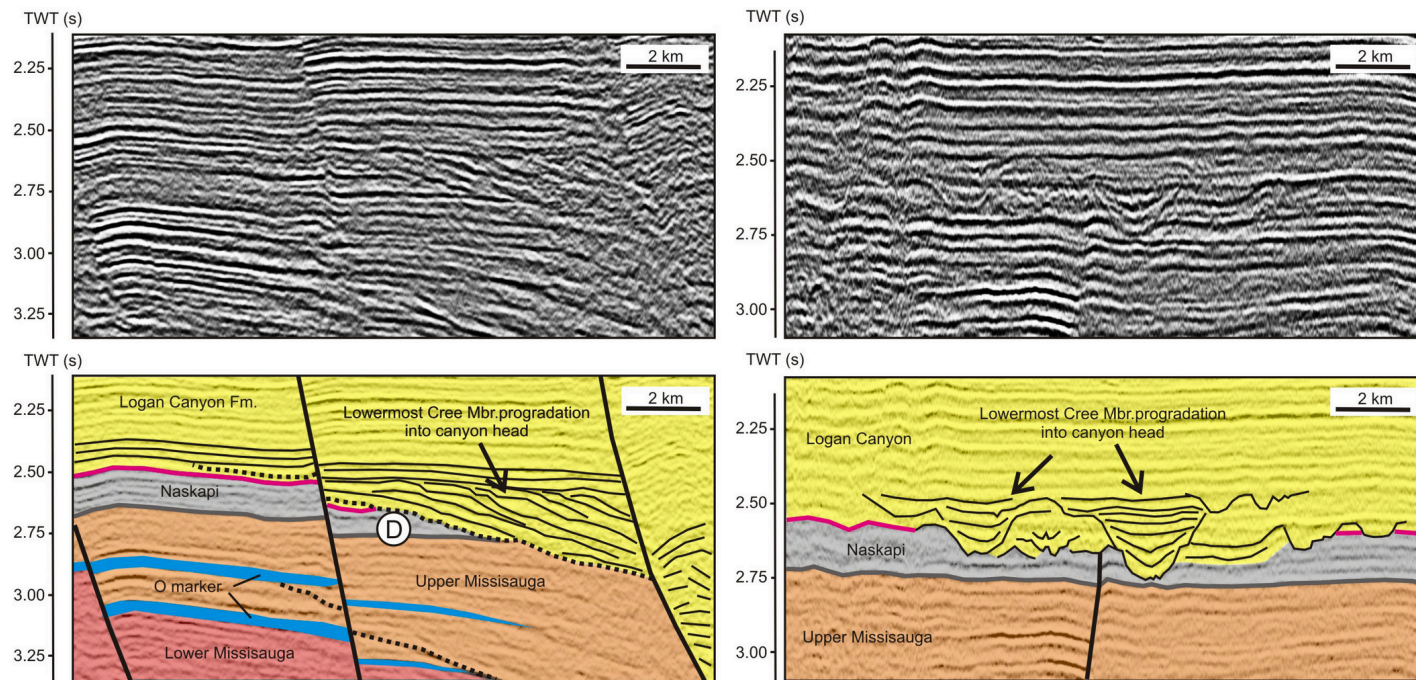 TWT (s)
2 km
2.25
2.50
2.75
3.00
3.25
TWT (s)
2 km
2.25
2.50
2.75
3.00
TWT (s)
2.25
2.50
2.75
3.00
3.25
Logan Canyon Fm.
Lowermost Cree Mbr.progradation
into canyon head
2 km
Naskapi
D
O marker
Upper Missisauga
Lower Missisauga
TWT (s)
2.25
2.50
2.75
3.00
Logan Canyon
Lowermost Cree Mbr.progradation
into canyon head
2 km
Naskapi
Upper Missisauga